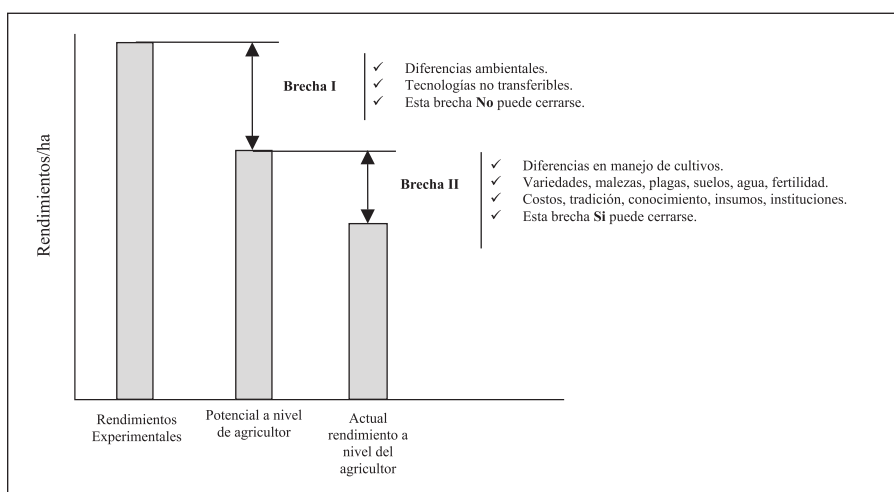 Rendimientos/ha
Brecha I
✓ Diferencias ambientales.
✓ Tecnologías no transferibles.
✓ Esta brecha No puede cerrarse.
Brecha II
✓ Diferencias en manejo de cultivos.
✓ Variedades, malezas, plagas, suelos, agua, fertilidad.
✓ Costos, tradición, conocimiento, insumos, instituciones.
✓ Esta brecha Si puede cerrarse.
Rendimientos
Experimentales
Potencial a nivel
de agricultor
Actual
rendimiento a
nivel del
agricultor